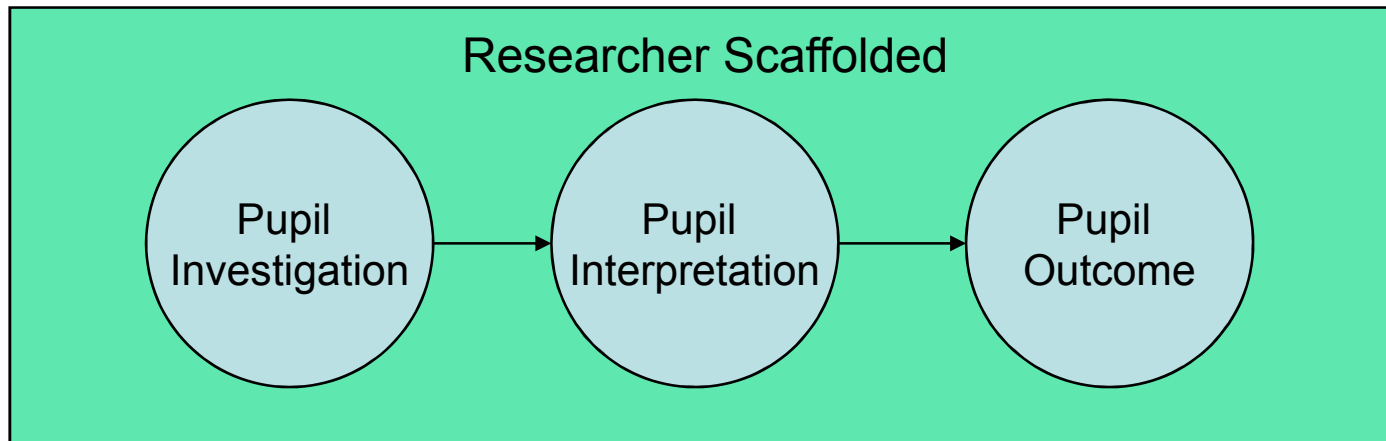 Researcher Scaffolded
Pupil
Investigation
Pupil
Interpretation
Pupil
Outcome